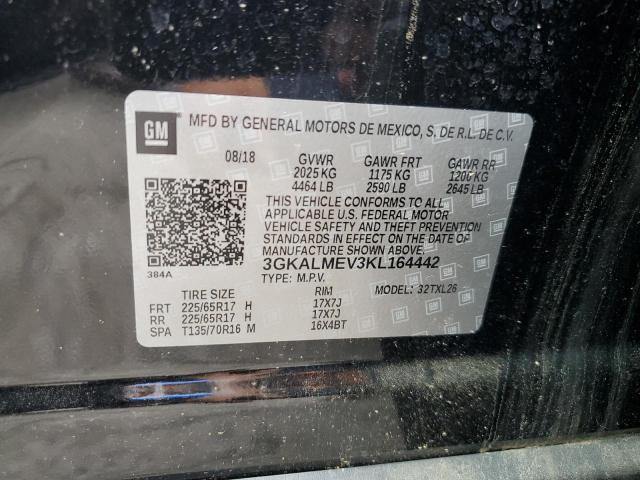 GM
MFD BY GENERAL MOTORS DE MEXICO, S. DE R.L. DE C.V.
08/18 GVWR GAWR FRT GAWR RR
2025 KG 1175 KG 1200 KG
4464 LB 2590 LB 2645 LB
THIS VEHICLE CONFORMS TO ALL
APPLICABLE U.S. FEDERAL MOTOR
VEHICLE SAFETY AND THEFT PREVENTION
STANDARDS IN EFFECT ON THE DATE OF
MANUFACTURE SHOWN ABOVE.
3GKALMEV3KL164442
384A TYPE: M.P.V.
TIRE SIZE RIM MODEL: 32TXL26
FRT 225/65R17 H 17X7J
RR 225/65R17 H 17X7J
SPA T135/70R16 M 16X4BT